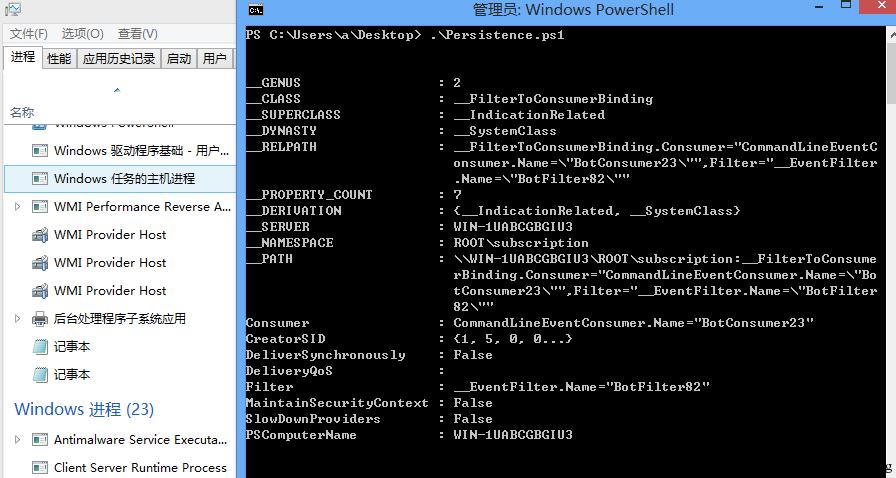 文件(F) 选项(O) 查看(V)
进程 性能 应用历史记录 启动 用户
名称
Windows PowerShell
Windows 驱动程序基础 - 用户...
Windows 任务的主机进程
WMI Performance Reverse A...
WMI Provider Host
WMI Provider Host
WMI Provider Host
后台处理程序子系统应用
记事本
记事本
Windows 进程 (23)
Antimalware Service Executa...
Client Server Runtime Process
管理员: Windows PowerShell
PS C:\Users\a\Desktop> .\Persistence.ps1
__GENUS : 2
__CLASS : __FilterToConsumerBinding
__SUPERCLASS : __IndicationRelated
__DYNASTY : __SystemClass
__RELPATH : __FilterToConsumerBinding.Consumer="CommandLineEventC
onsumer.Name=\"BotConsumer23\"",Filter="__EventFilter
.Name=\"BotFilter82\""
__PROPERTY_COUNT : 7
__DERIVATION : {__IndicationRelated, __SystemClass}
__SERVER : WIN-1UABCGBGIU3
__NAMESPACE : ROOT\subscription
__PATH : \\WIN-1UABCGBGIU3\ROOT\subscription:__FilterToConsume
rBinding.Consumer="CommandLineEventConsumer.Name=\"Bo
tConsumer23\"",Filter="__EventFilter.Name=\"BotFilter
82\""
Consumer : CommandLineEventConsumer.Name="BotConsumer23"
CreatorSID : {1, 5, 0, 0...}
DeliverSynchronously : False
DeliveryQoS :
Filter : __EventFilter.Name="BotFilter82"
MaintainSecurityContext : False
SlowDownProviders : False
PSComputerName : WIN-1UABCGBGIU3